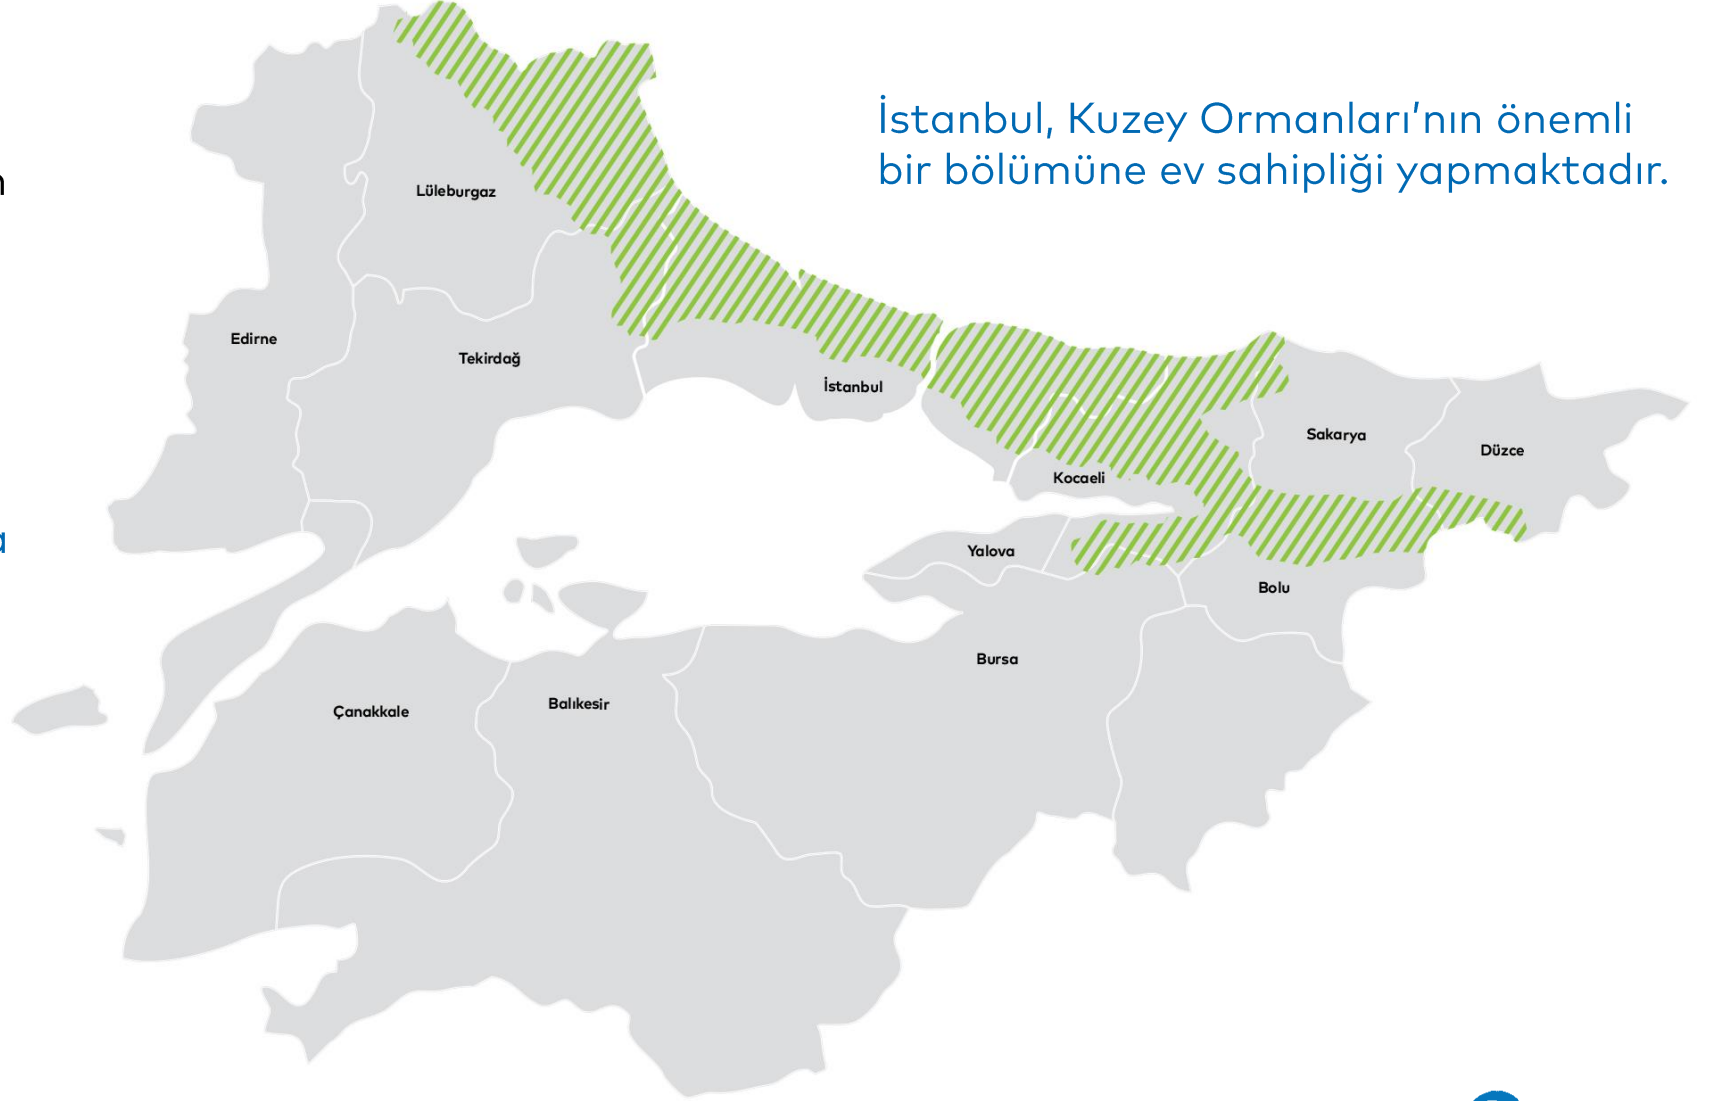 İstanbul, Kuzey Ormanları’nın önemli
bir bölümüne ev sahipliği yapmaktadır.
Lüleburgaz
Edirne
Tekirdağ
İstanbul
Sakarya
Düzce
Kocaeli
Yalova
Bolu
Bursa
Çanakkale
Balıkesir